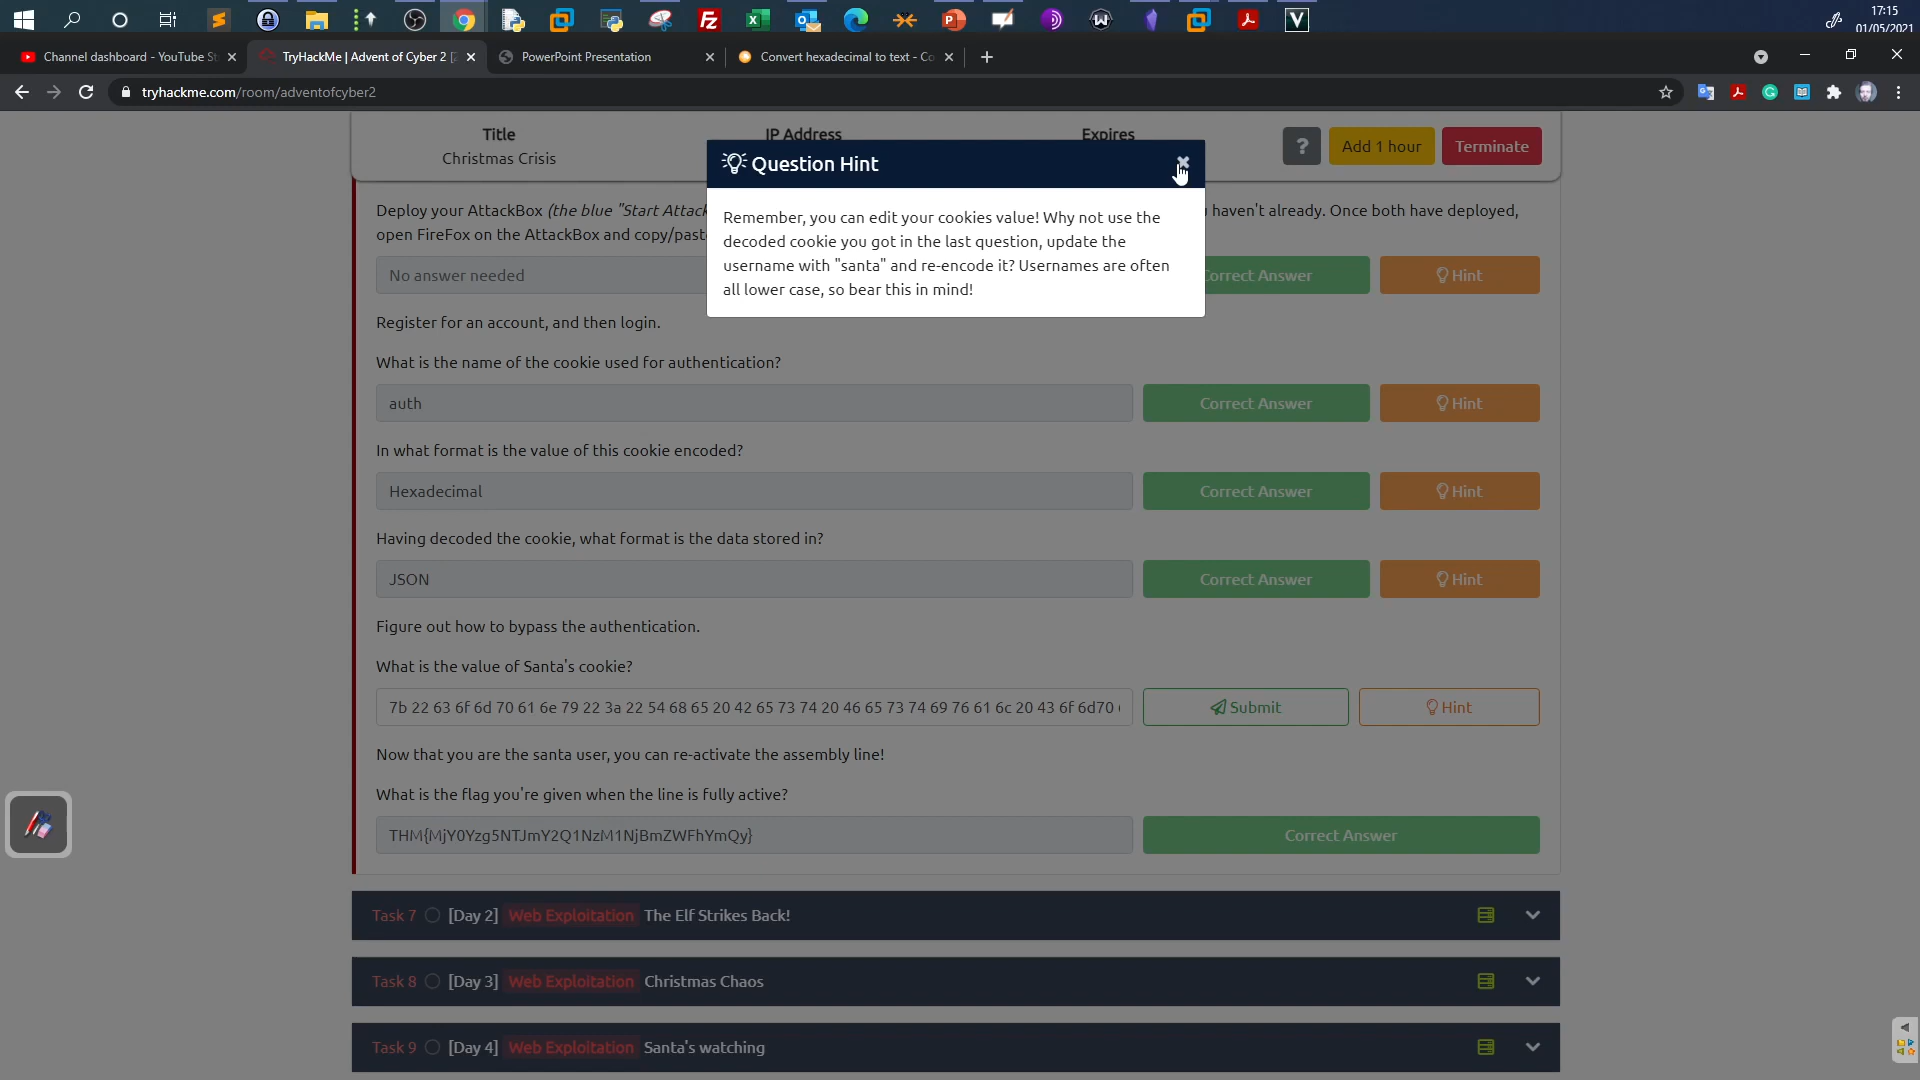 17:15
01/05/2021
Channel dashboard - YouTube St
TryHackMe | Advent of Cyber 2 [2
PowerPoint Presentation
Convert hexadecimal to text - Co
tryhackme.com/room/adventofcyber2
Title
IP Address
Expires
Christmas Crisis
?
Add 1 hour
Terminate
Question Hint
Remember, you can edit your cookies value! Why not use the
decoded cookie you got in the last question, update the
username with "santa" and re-encode it? Usernames are often
all lower case, so bear this in mind!
Deploy your AttackBox (the blue "Start Attack
haven't already. Once both have deployed,
open FireFox on the AttackBox and copy/past
No answer needed
Correct Answer
Hint
Register for an account, and then login.
What is the name of the cookie used for authentication?
auth
Correct Answer
Hint
In what format is the value of this cookie encoded?
Hexadecimal
Correct Answer
Hint
Having decoded the cookie, what format is the data stored in?
JSON
Correct Answer
Hint
Figure out how to bypass the authentication.
What is the value of Santa's cookie?
7b 22 63 6f 6d 70 61 6e 79 22 3a 22 54 68 65 20 42 65 73 74 20 46 65 73 74 69 76 61 6c 20 43 6f 6d70
Submit
Hint
Now that you are the santa user, you can re-activate the assembly line!
What is the flag you're given when the line is fully active?
THM{MjY0Yzg5NTJmY2Q1NzM1NjBmZWFhYmQy}
Correct Answer
Task 7 [Day 2] Web Exploitation The Elf Strikes Back!
Task 8 [Day 3] Web Exploitation Christmas Chaos
Task 9 [Day 4] Web Exploitation Santa's watching